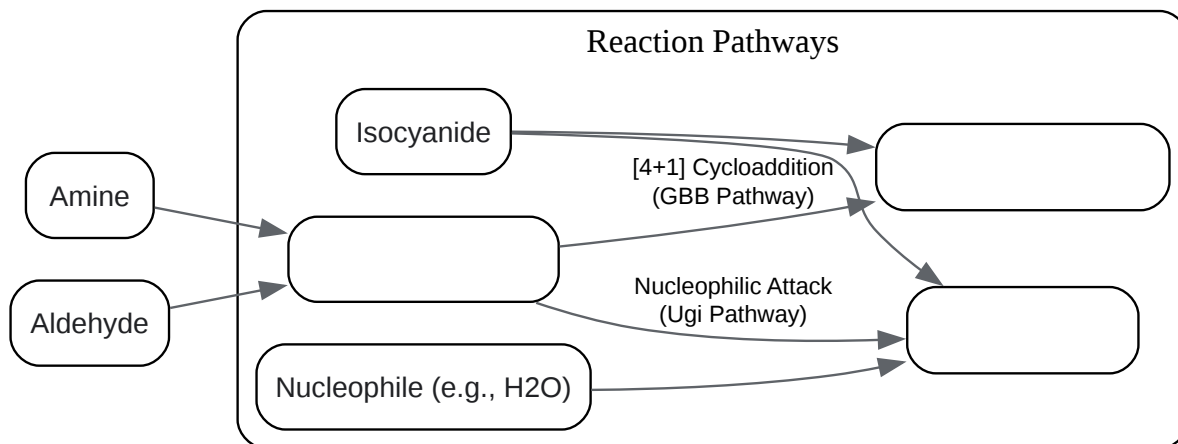 Reaction Pathways
Isocyanide
[4+1] Cycloaddition
(GBB Pathway)
Amine
Nucleophilic Attack
(Ugi Pathway)
Aldehyde
Nucleophile (e.g., H2O)